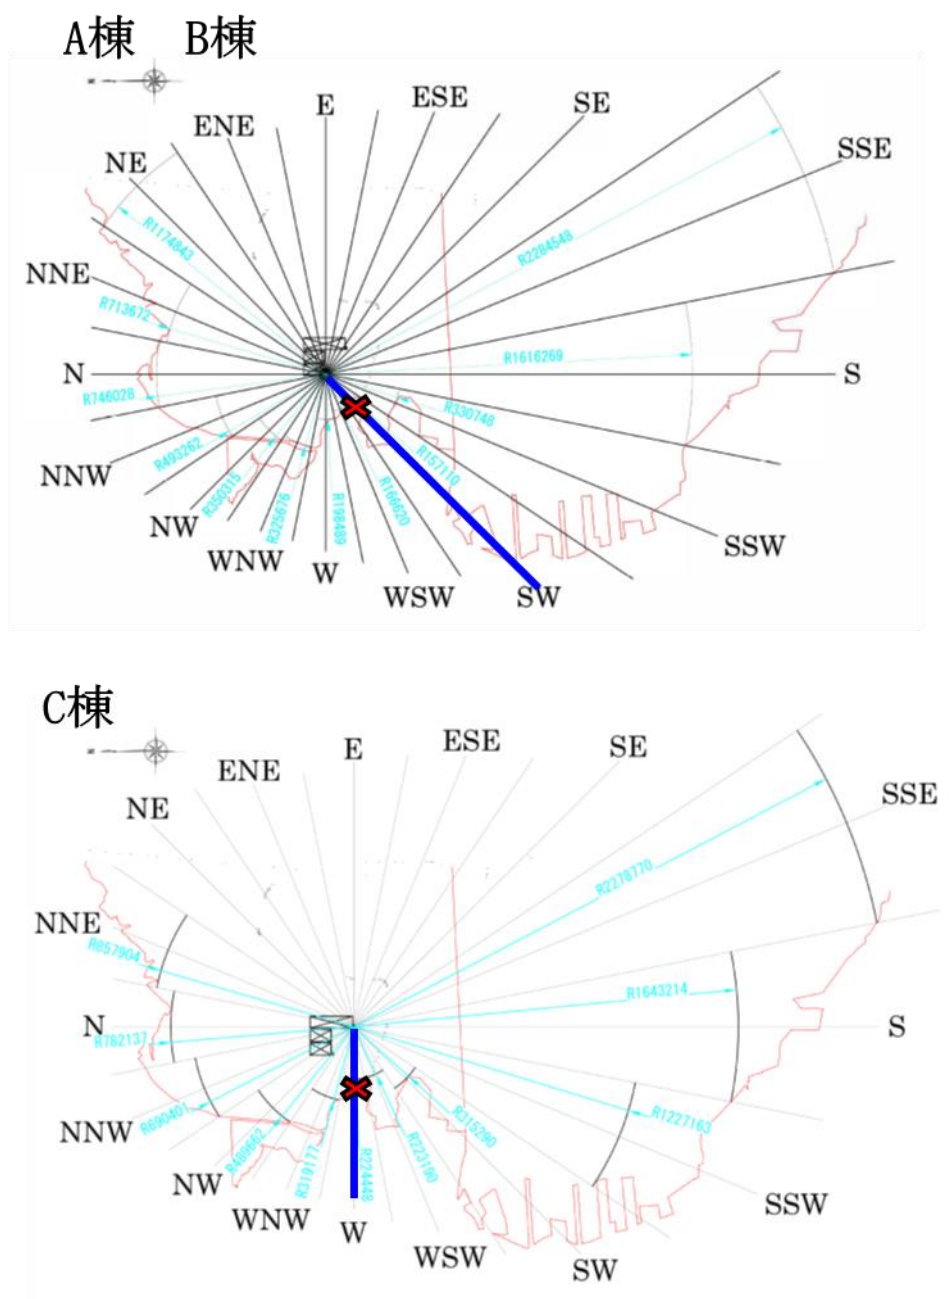 A棟 B棟
E
ESE
SE
ENE
SSE
NE
R1174843
R2284548
NNE
R713672
R1616269
N
S
R746028
R330748
R493262
R157110
NNW
R350315
R166620
R325676
R198489
NW
SSW
WNW
W
WSW
SW
C棟
E
ESE
SE
ENE
SSE
NE
R2278770
NNE
R857904
R1643214
N
S
R782137
R690401
R315290
R1227163
NNW
R489662
R319177
R224448
R223190
NW
SSW
WNW
W
WSW
SW